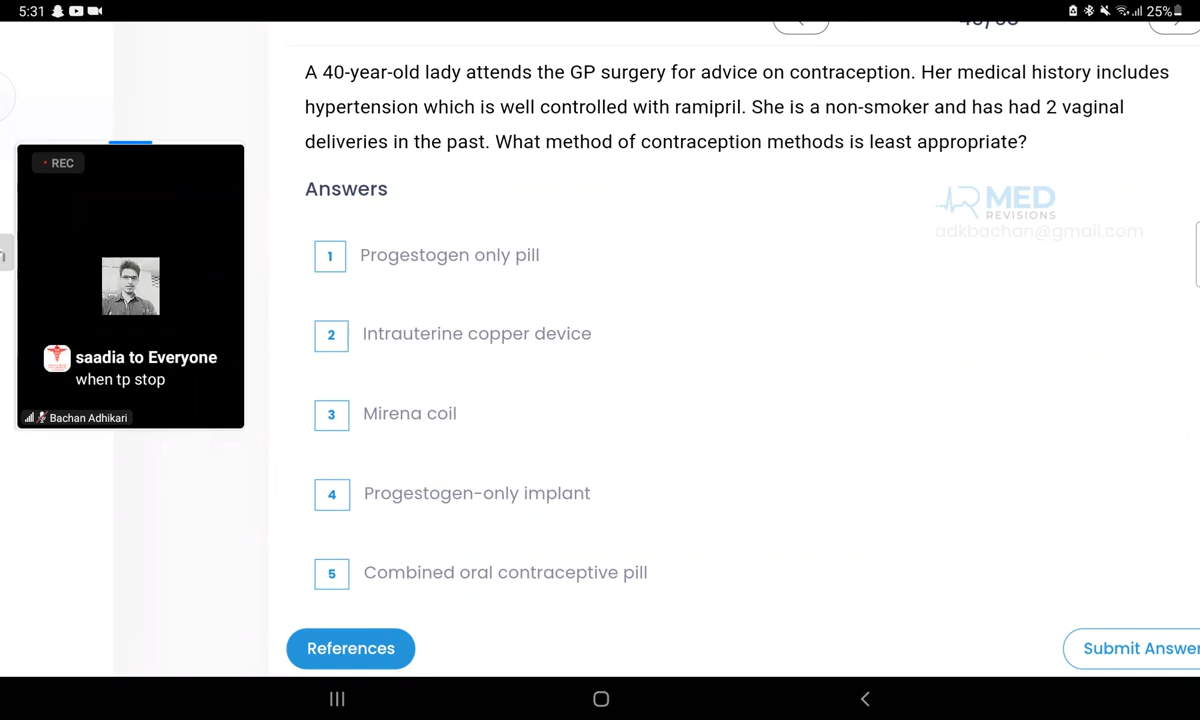 5:31
25%
A 40-year-old lady attends the GP surgery for advice on contraception. Her medical history includes
hypertension which is well controlled with ramipril. She is a non-smoker and has had 2 vaginal
deliveries in the past. What method of contraception methods is least appropriate?
REC
Answers
MED
REVISIONS
adkbachan@gmail.com
1 Progestogen only pill
2 Intrauterine copper device
saadia to Everyone
when tp stop
Bachan Adhikari
3 Mirena coil
4 Progestogen-only implant
5 Combined oral contraceptive pill
References
Submit Answer